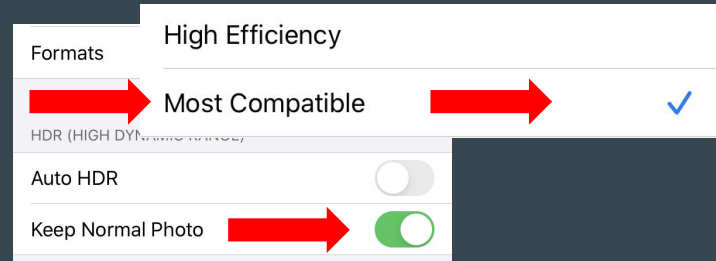 High Efficiency
Formats
Most Compatible
HDR (HIGH DYNAMIC RANGE)
Auto HDR
Keep Normal Photo